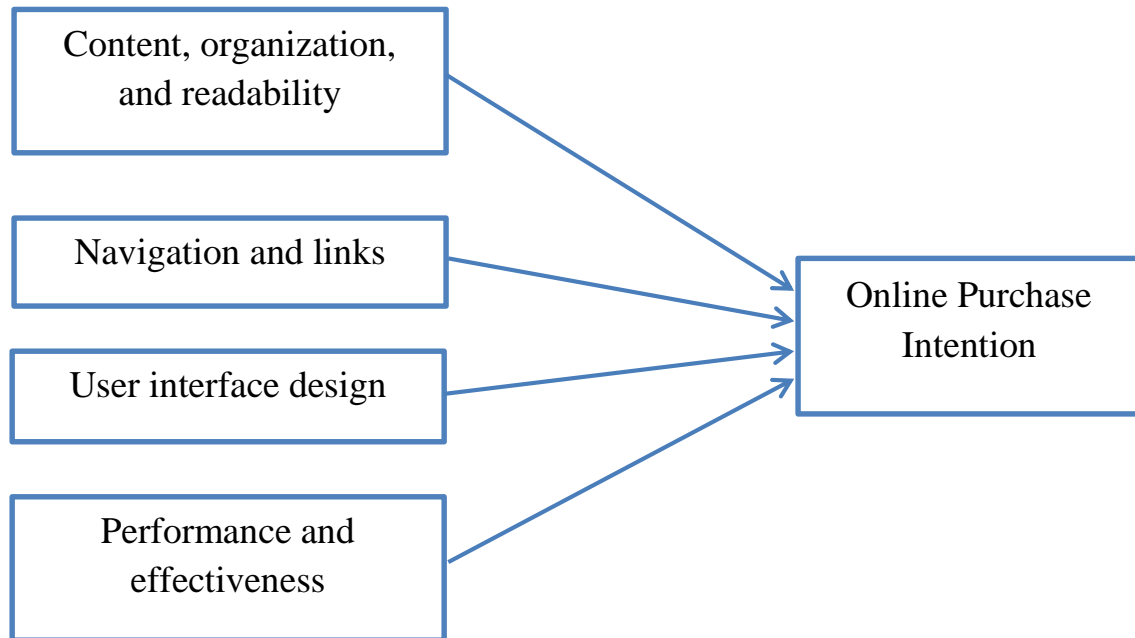 Content, organization,
and readability
Navigation and links
User interface design
Performance and
effectiveness
Online Purchase
Intention